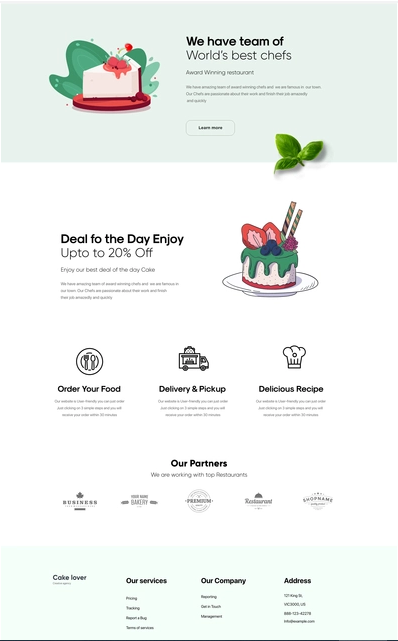 We have team of
World's best chefs
Award Winning restaurant
We have amazing team of award winning chefs and we are famous in our town.
Our Chefs are passionate about their work and finish their job amazedly
and quickly
Learn more
Deal fo the Day Enjoy
Upto to 20% Off
Enjoy our best deal of the day Cake
We have amazing team of award winning chefs and we are famous in
our town. Our Chefs are passionate about their work and finish
their job amazedly and quickly
Order Your Food
Our website is User-friendly you can just order
Just clicking on 3 simple steps and you will
receive your order within 30 minutes
Delivery & Pickup
Our website is User-friendly you can just order
Just clicking on 3 simple steps and you will
receive your order within 30 minutes
Delicious Recipe
Our website is User-friendly you can just order
Just clicking on 3 simple steps and you will
receive your order within 30 minutes
Our Partners
We are working with top Restaurants
BUSINESS
YOUR NAME
BAKERY
PREMIUM
Restaurant
SHOPNAME
Cake lover
Our services
Pricing
Tracking
Report a Bug
Terms of services
Our Company
Reporting
Get in Touch
Management
Address
121 King St,
VIC3000, US
888-123-42278
info@example.com